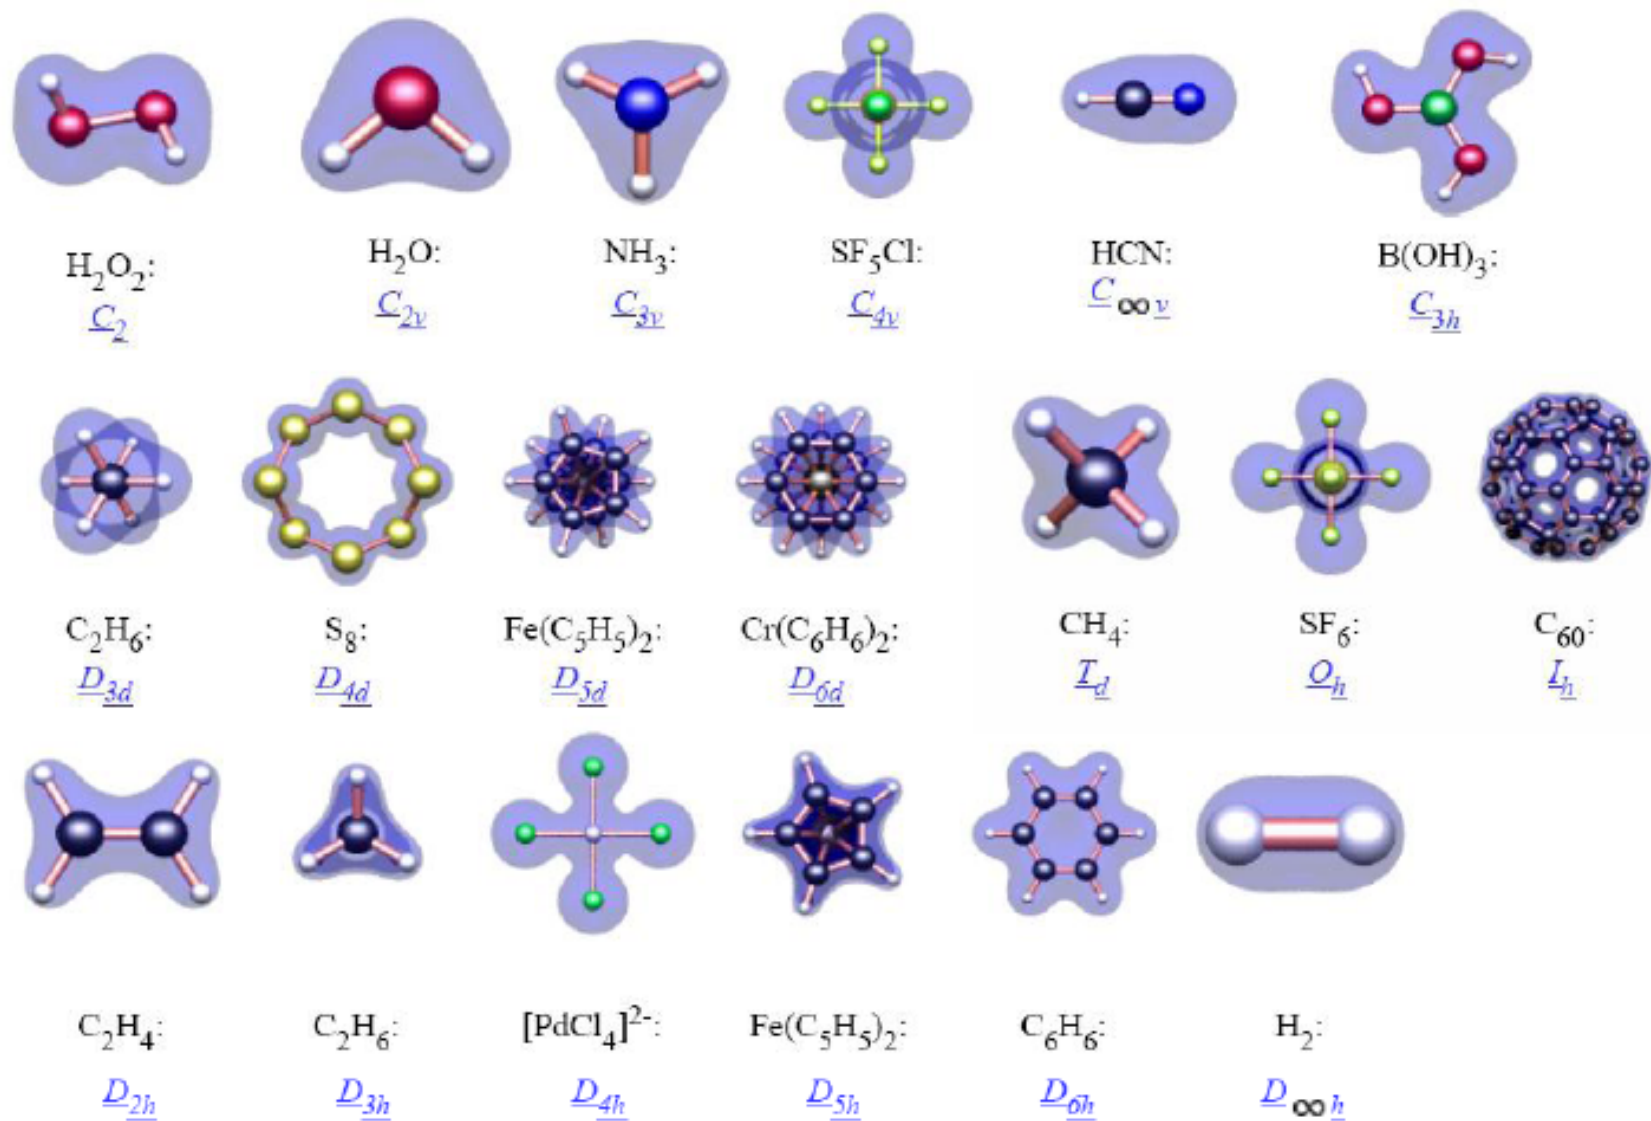 H₂O₂: H₂O: NH₃: SF₅Cl: HCN: B(OH)₃:
C₂ C₂ᵥ C₃ᵥ C₄ᵥ C∞ᵥ C₃ₕ
C₂H₆: S₈: Fe(C₅H₅)₂: Cr(C₆H₆)₂: CH₄: SF₆: C₆₀:
D3d D4d D5d D6d Td Oₕ Iₕ
C₂H₄: C₂H₆: [PdCl₄]²⁻: Fe(C₅H₅)₂: C₆H₆: H₂:
D₂ₕ D₃ₕ D₄ₕ D₅ₕ D₆ₕ D∞ₕ